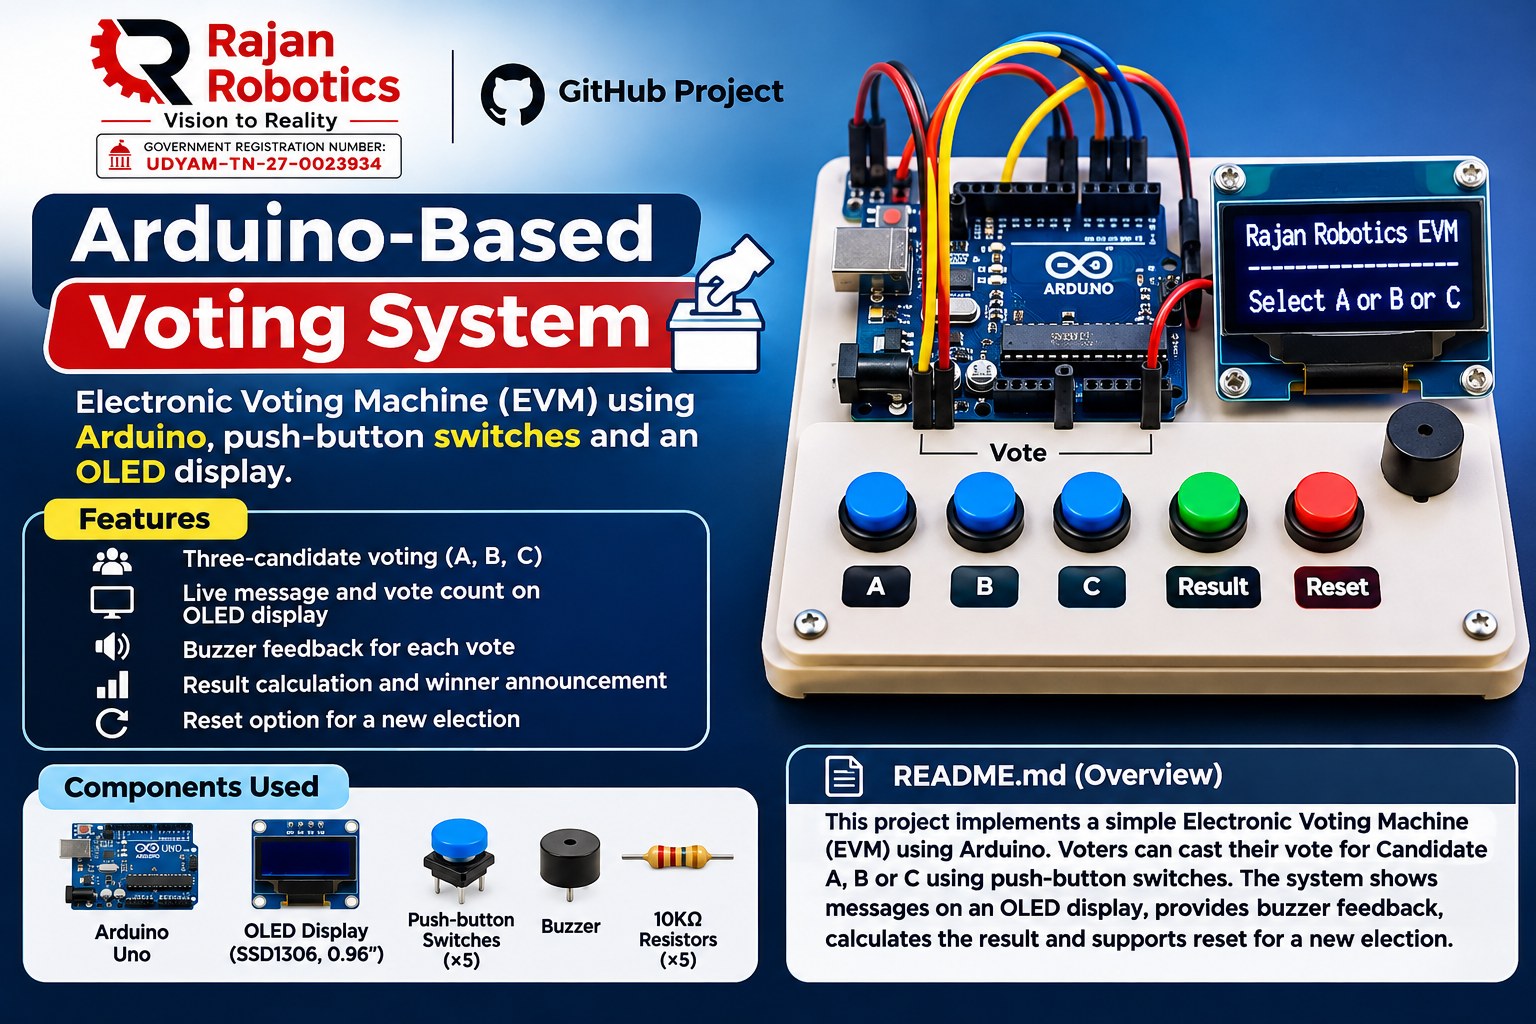 Rajan
Robotics
Vision to Reality
GOVERNMENT REGISTRATION NUMBER:
UDYAM-TN-27-0023934
GitHub Project
Arduino-Based
Voting System
Electronic Voting Machine (EVM) using
Arduino, push-button switches and an
OLED display.
Features
Three-candidate voting (A, B, C)
Live message and vote count on
OLED display
Buzzer feedback for each vote
Result calculation and winner announcement
Reset option for a new election
Components Used
UNO
Arduino
Uno
OLED Display
(SSD1306, 0.96")
Push-button
Switches
(×5)
Buzzer
10KΩ
Resistors
(×5)
ARDU.NO
Rajan Robotics EVM
--------------------
Select A or B or C
Vote
A
B
C
Result
Reset
README.md (Overview)
This project implements a simple Electronic Voting Machine
(EVM) using Arduino. Voters can cast their vote for Candidate
A, B or C using push-button switches. The system shows
messages on an OLED display, provides buzzer feedback,
calculates the result and supports reset for a new election.